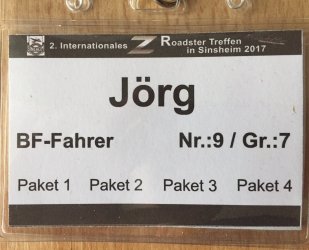 2. Internationales Z Roadster Treffen
in Sinsheim 2017
Jörg
BF-Fahrer Nr.:9 / Gr.:7
Paket 1 Paket 2 Paket 3 Paket 4